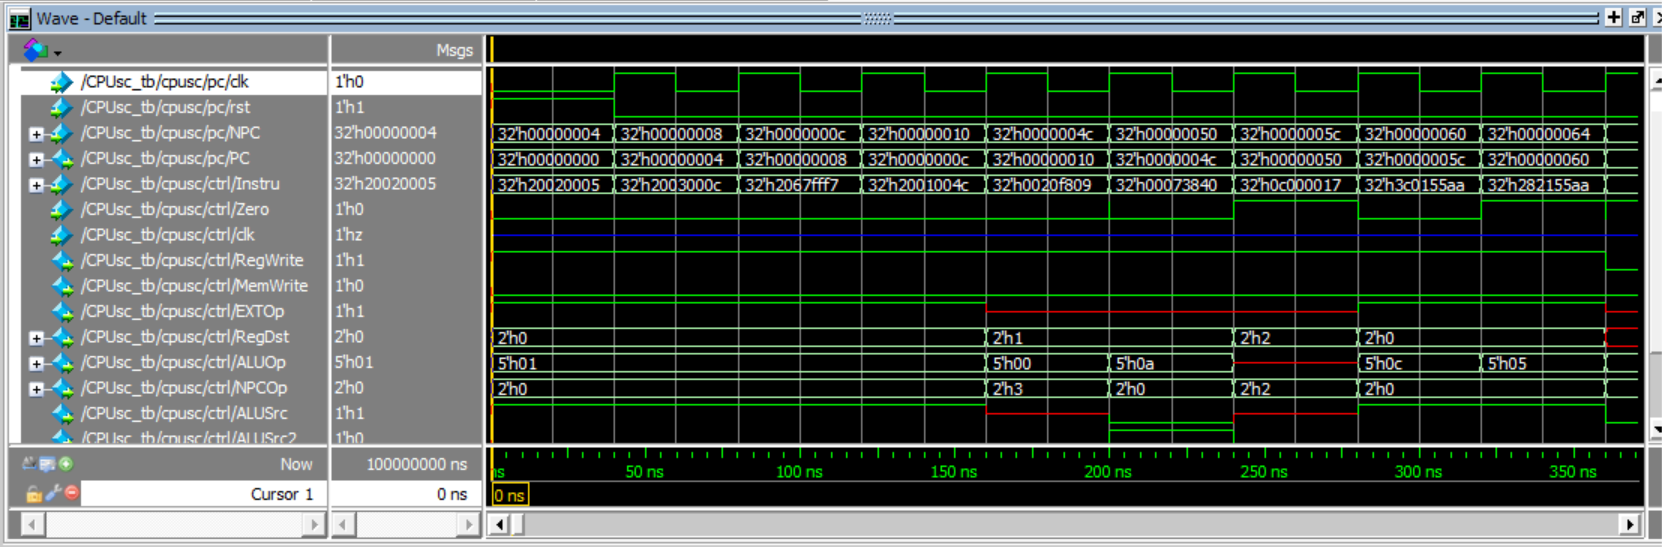 Wave - Default
Msgs
/CPUsc_tb/cpusc/pc/clk 1'h0
/CPUsc_tb/cpusc/pc/rst 1'h1
/CPUsc_tb/cpusc/pc/NPC 32'h00000004 32'h00000004 32'h00000008 32'h0000000c 32'h00000010 32'h0000004c 32'h00000050 32'h0000005c 32'h00000060 32'h00000064
/CPUsc_tb/cpusc/pc/PC 32'h00000000 32'h00000000 32'h00000004 32'h00000008 32'h0000000c 32'h00000010 32'h0000004c 32'h00000050 32'h0000005c 32'h00000060
/CPUsc_tb/cpusc/ctrl/Instru 32'h20020005 32'h20020005 32'h2003000c 32'h2067fff7 32'h2001004c 32'h0020f809 32'h00073840 32'h0c000017 32'h3c0155aa 32'h282155aa
/CPUsc_tb/cpusc/ctrl/Zero 1'h0
/CPUsc_tb/cpusc/ctrl/clk 1'hz
/CPUsc_tb/cpusc/ctrl/RegWrite 1'h1
/CPUsc_tb/cpusc/ctrl/MemWrite 1'h0
/CPUsc_tb/cpusc/ctrl/EXTOp 1'h1
/CPUsc_tb/cpusc/ctrl/RegDst 2'h0 2'h0 2'h1 2'h2 2'h0
/CPUsc_tb/cpusc/ctrl/ALUOp 5'h01 5'h01 5'h00 5'h0a 5'h0c 5'h05
/CPUsc_tb/cpusc/ctrl/NPCOp 2'h0 2'h0 2'h3 2'h0 2'h2 2'h0
/CPUsc_tb/cpusc/ctrl/ALUSrc 1'h1
/CPUsc_tb/cpusc/ctrl/ALUSrc2 1'h0
Now 100000000 ns ns 50 ns 100 ns 150 ns 200 ns 250 ns 300 ns 350 ns
Cursor 1 0 ns 0 ns